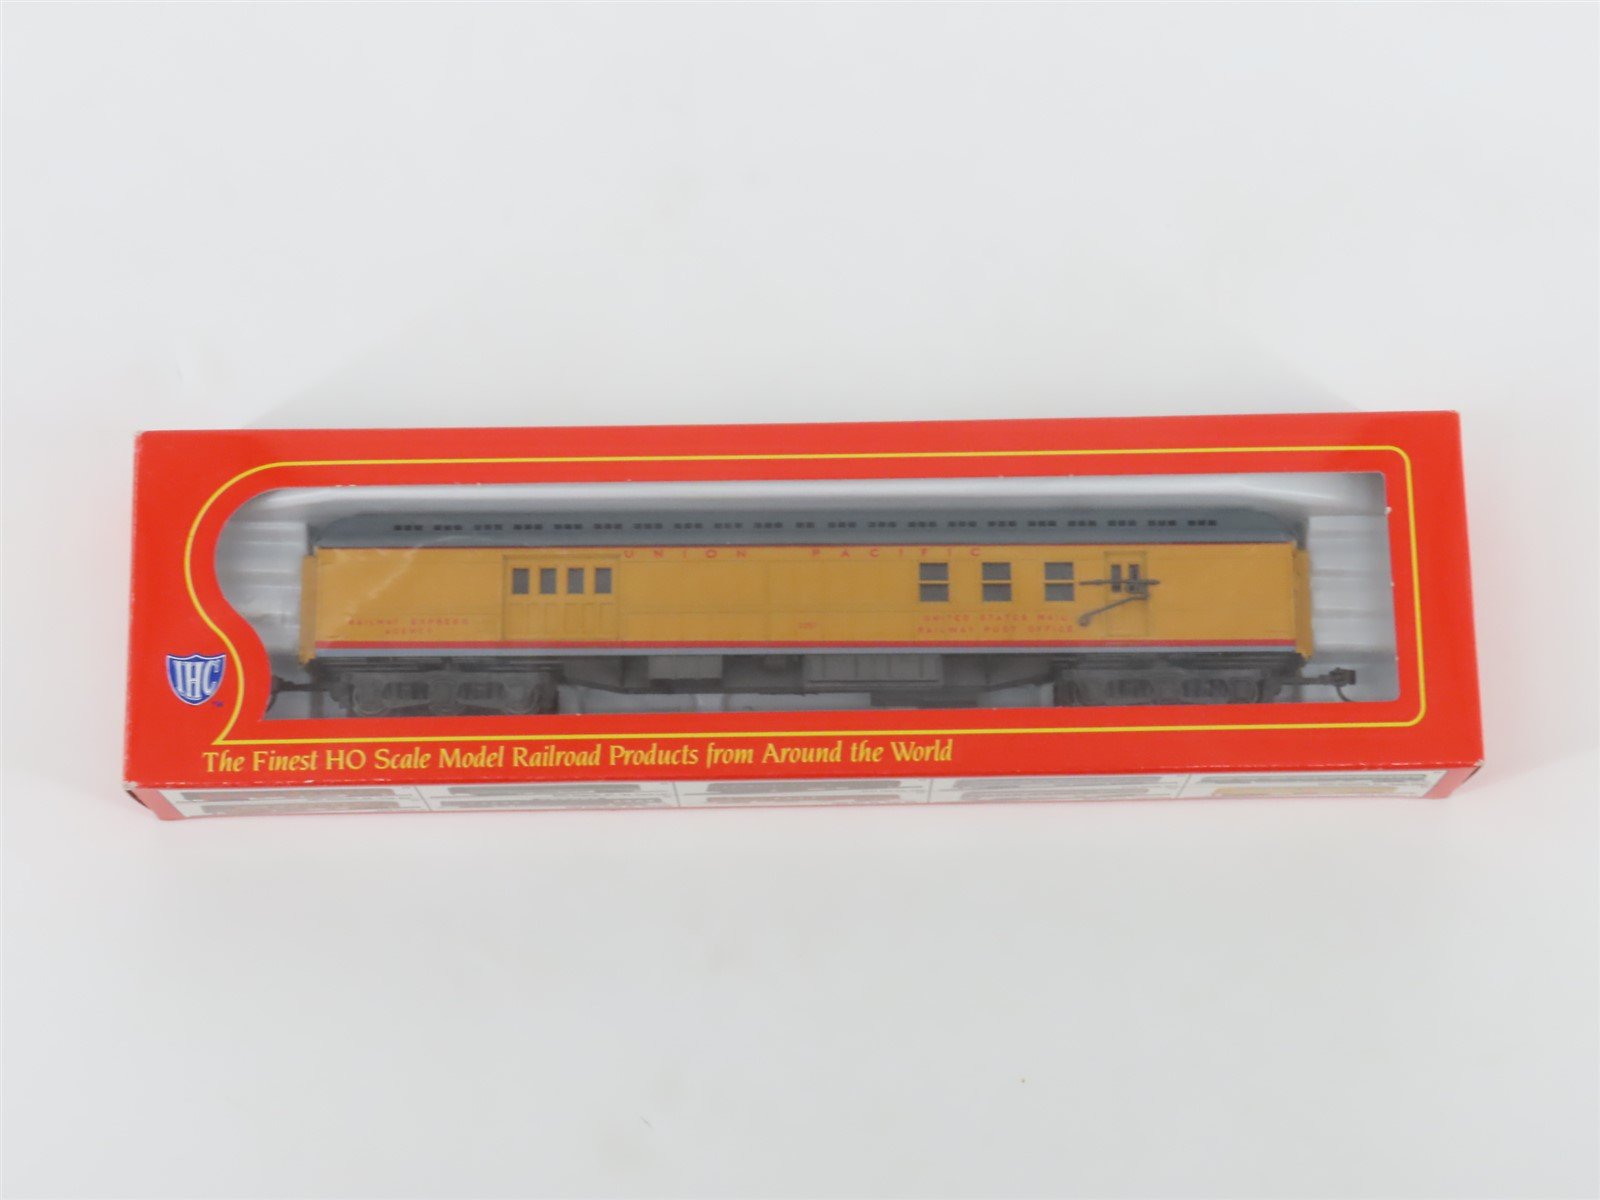 UNION PACIFIC
RAILWAY EXPRESS
AGENCY
UNITED STATES MAIL
RAILWAY POST OFFICE
IHC
TM
The Finest HO Scale Model Railroad Products from Around the World